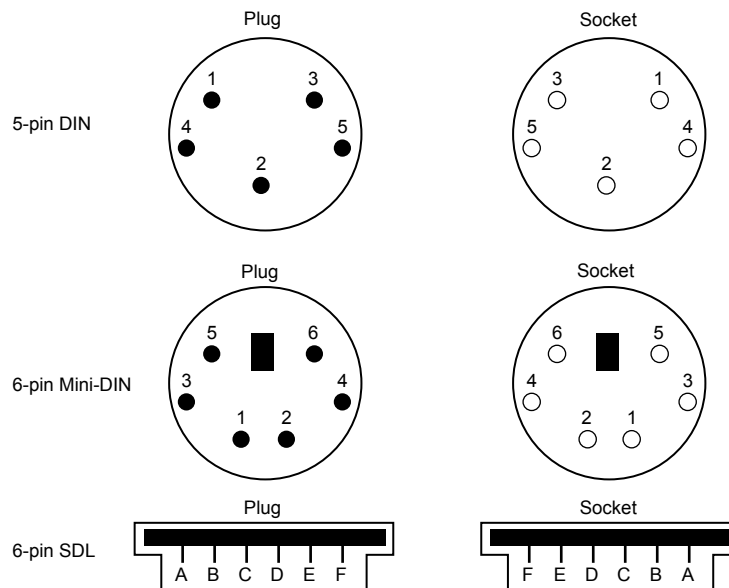 Plug Socket
1 3 3 1
5-pin DIN
4 5 5 4
2 2
Plug Socket
5 6 6 5
6-pin Mini-DIN
3 4 4 3
1 2 2 1
Plug Socket
6-pin SDL
A B C D E F F E D C B A